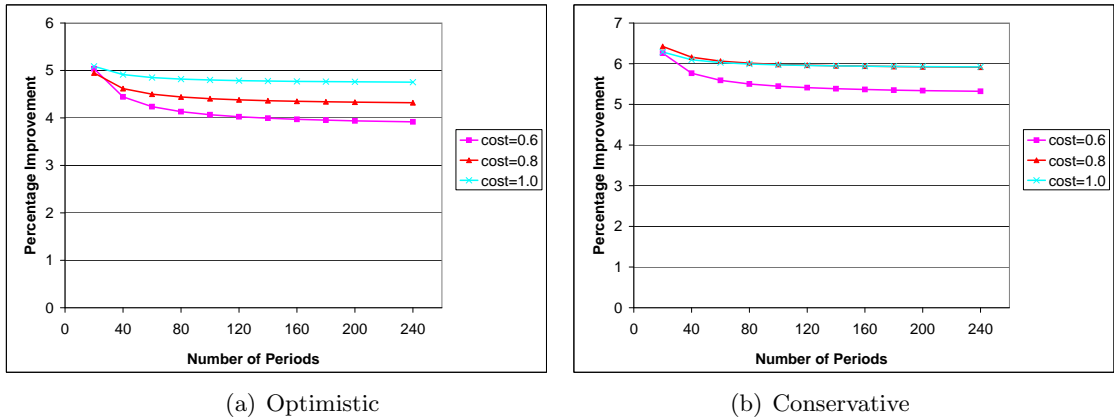 6
5
4
3
2
1
0
Percentage Improvement
0 40 80 120 160 200 240
Number of Periods
cost=0.6
cost=0.8
cost=1.0
(a) Optimistic
7
6
5
4
3
2
1
0
Percentage Improvement
0 40 80 120 160 200 240
Number of Periods
cost=0.6
cost=0.8
cost=1.0
(b) Conservative